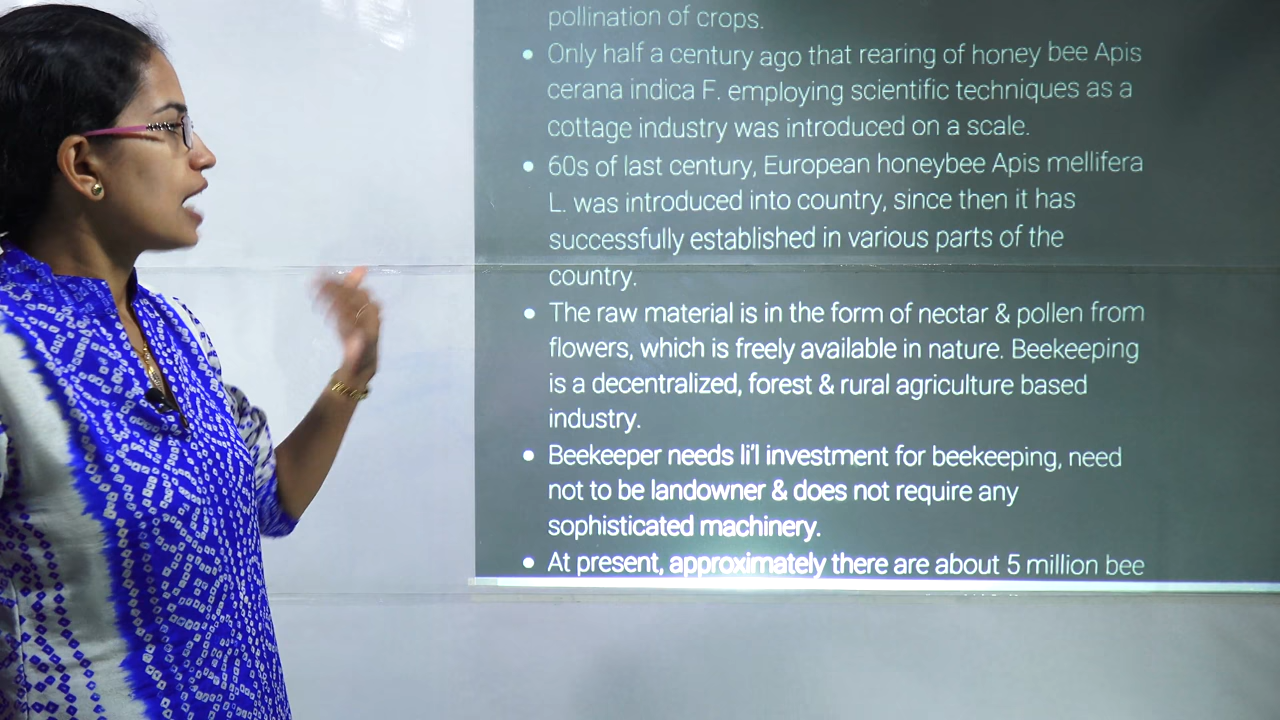 pollination of crops.
• Only half a century ago that rearing of honey bee Apis
cerana indica F. employing scientific techniques as a
cottage industry was introduced on a scale.
• 60s of last century, European honeybee Apis mellifera
L. was introduced into country, since then it has
successfully established in various parts of the
country.
• The raw material is in the form of nectar & pollen from
flowers, which is freely available in nature. Beekeeping
is a decentralized, forest & rural agriculture based
industry.
• Beekeeper needs li'l investment for beekeeping, need
not to be landowner & does not require any
sophisticated machinery.
• At present, approximately there are about 5 million bee